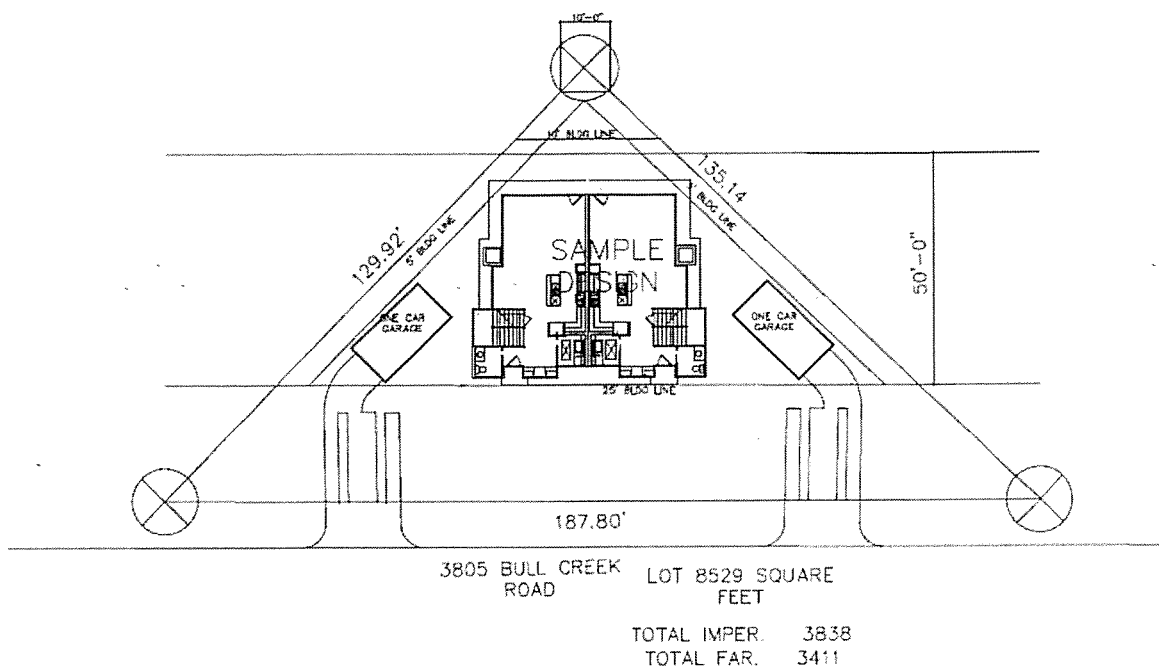 10'-0"
10' BLDG LINE
135.14
129.92'
5' BLDG LINE
' BLDG LINE
SAMPLE
DESIGN
50'-0"
ONE CAR
GARAGE
ONE CAR
GARAGE
25' BLDG LINE
187.80'
3805 BULL CREEK
ROAD
LOT 8529 SQUARE
FEET
TOTAL IMPER. 3838
TOTAL FAR. 3411